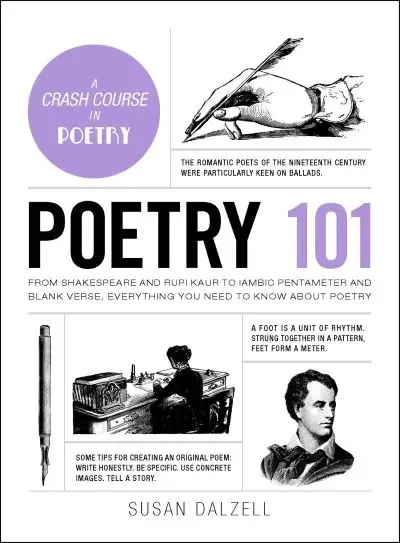 A
CRASH COURSE
IN
POETRY
THE ROMANTIC POETS OF THE NINETEENTH CENTURY
WERE PARTICULARLY KEEN ON BALLADS.
POETRY 101
FROM SHAKESPEARE AND RUPI KAUR TO IAMBIC PENTAMETER AND
BLANK VERSE, EVERYTHING YOU NEED TO KNOW ABOUT POETRY
A FOOT IS A UNIT OF RHYTHM.
STRUNG TOGETHER IN A PATTERN,
FEET FORM A METER.
SOME TIPS FOR CREATING AN ORIGINAL POEM:
WRITE HONESTLY. BE SPECIFIC. USE CONCRETE
IMAGES. TELL A STORY.
SUSAN DALZELL